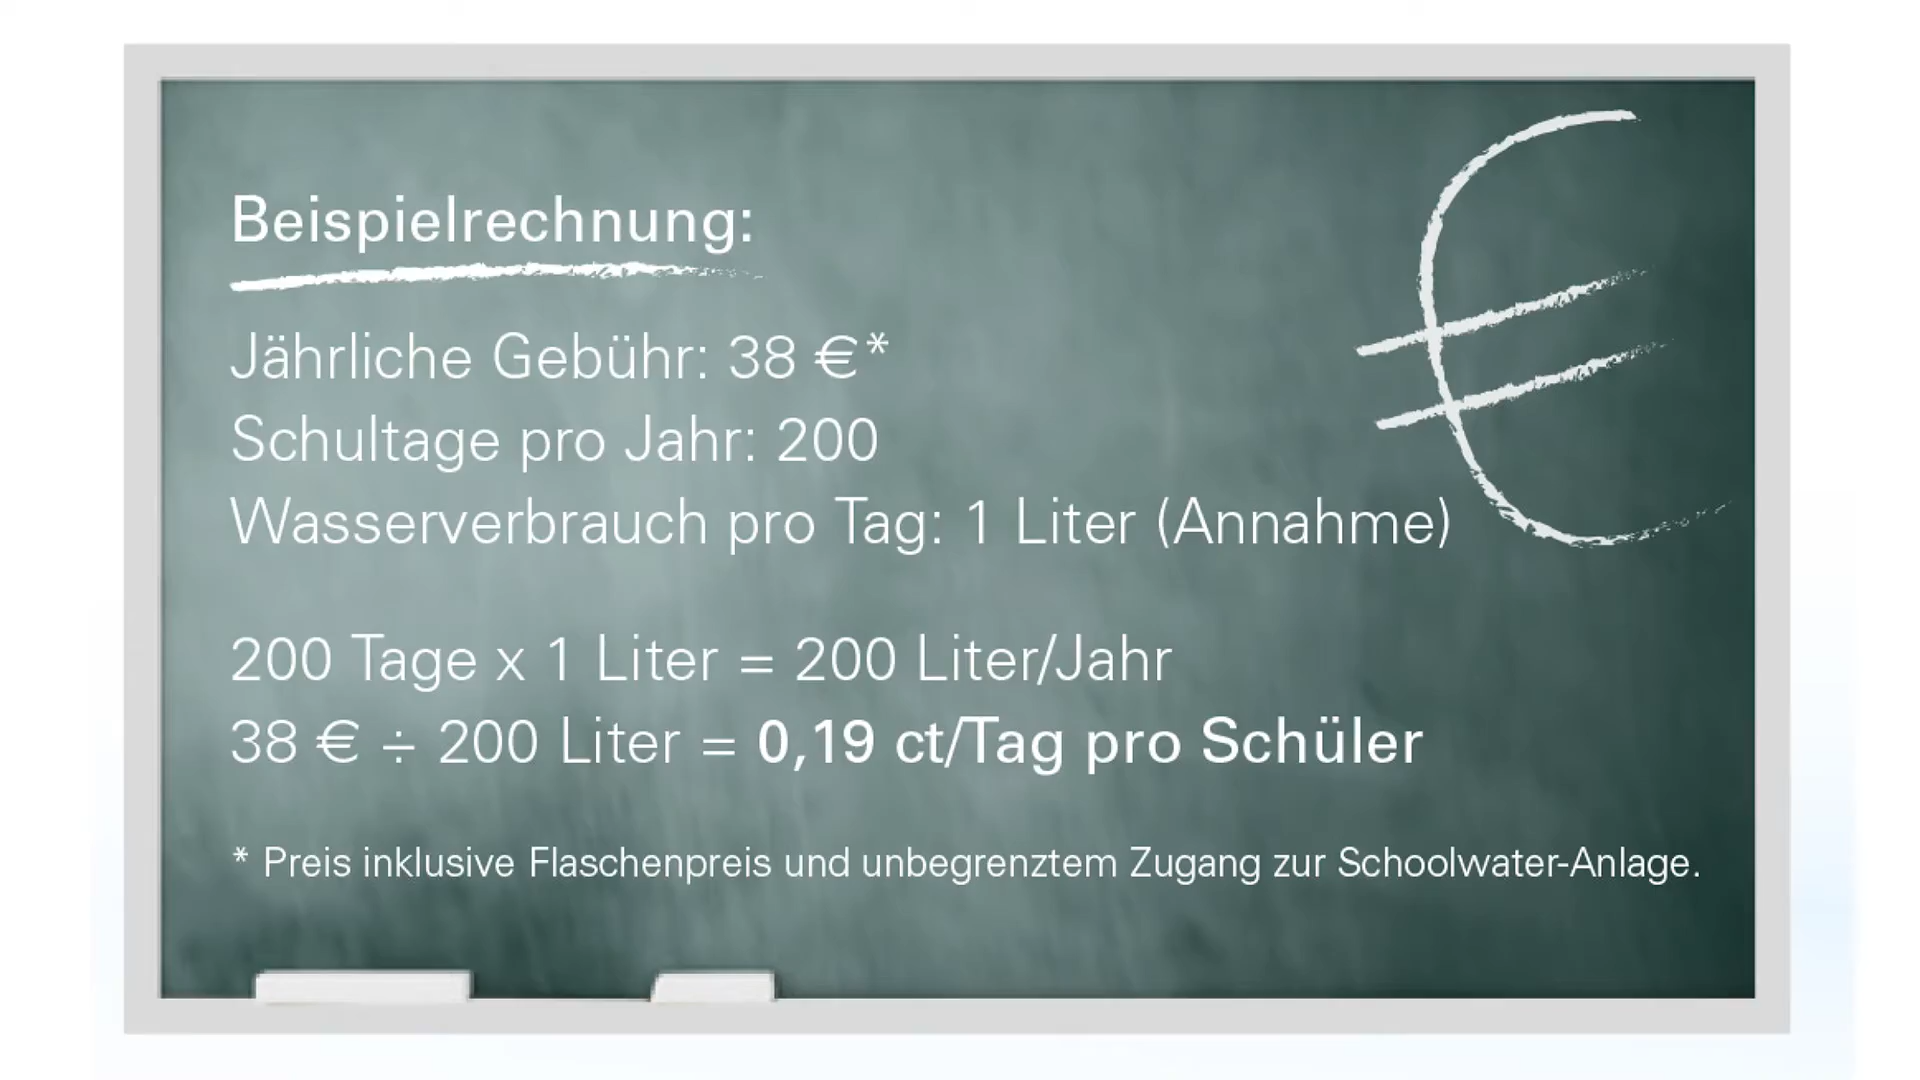 Beispielrechnung:
Jährliche Gebühr: 38 €*
Schultage pro Jahr: 200
Wasserverbrauch pro Tag: 1 Liter (Annahme)
200 Tage x 1 Liter = 200 Liter/Jahr
38 € ÷ 200 Liter = 0,19 ct/Tag pro Schüler
* Preis inklusive Flaschenpreis und unbegrenztem Zugang zur Schoolwater-Anlage.
€